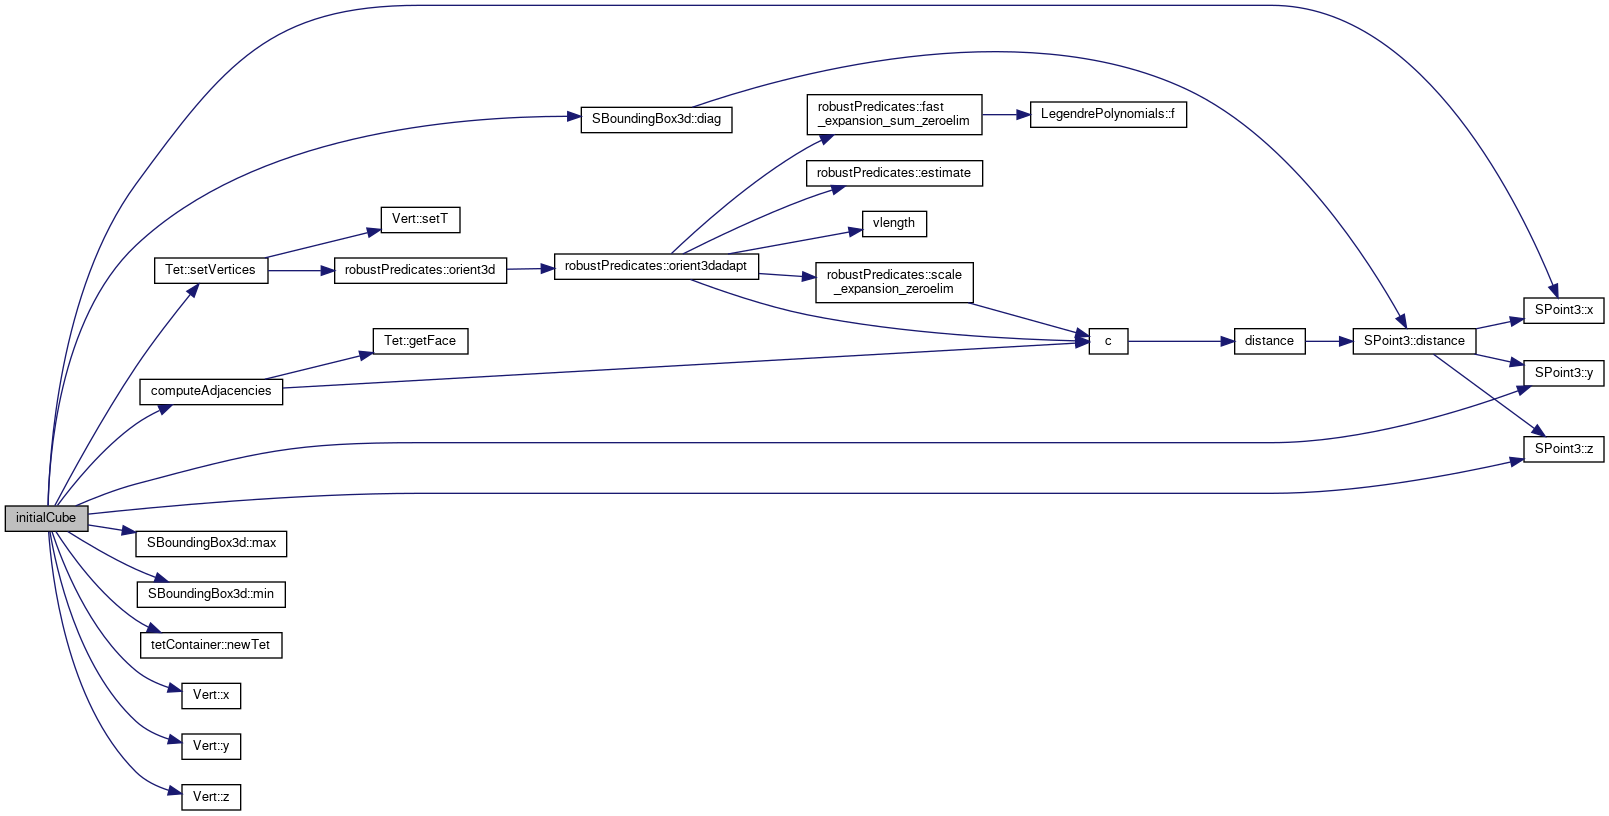 robustPredicates::fast
_expansion_sum_zeroelim
LegendrePolynomials::f
SBoundingBox3d::diag
robustPredicates::estimate
Vert::setT
vlength
Tet::setVertices
robustPredicates::orient3d
robustPredicates::orient3dadapt
robustPredicates::scale
_expansion_zeroelim
SPoint3::x
Tet::getFace
c
distance
SPoint3::distance
SPoint3::y
computeAdjacencies
SPoint3::z
initialCube
SBoundingBox3d::max
SBoundingBox3d::min
tetContainer::newTet
Vert::x
Vert::y
Vert::z